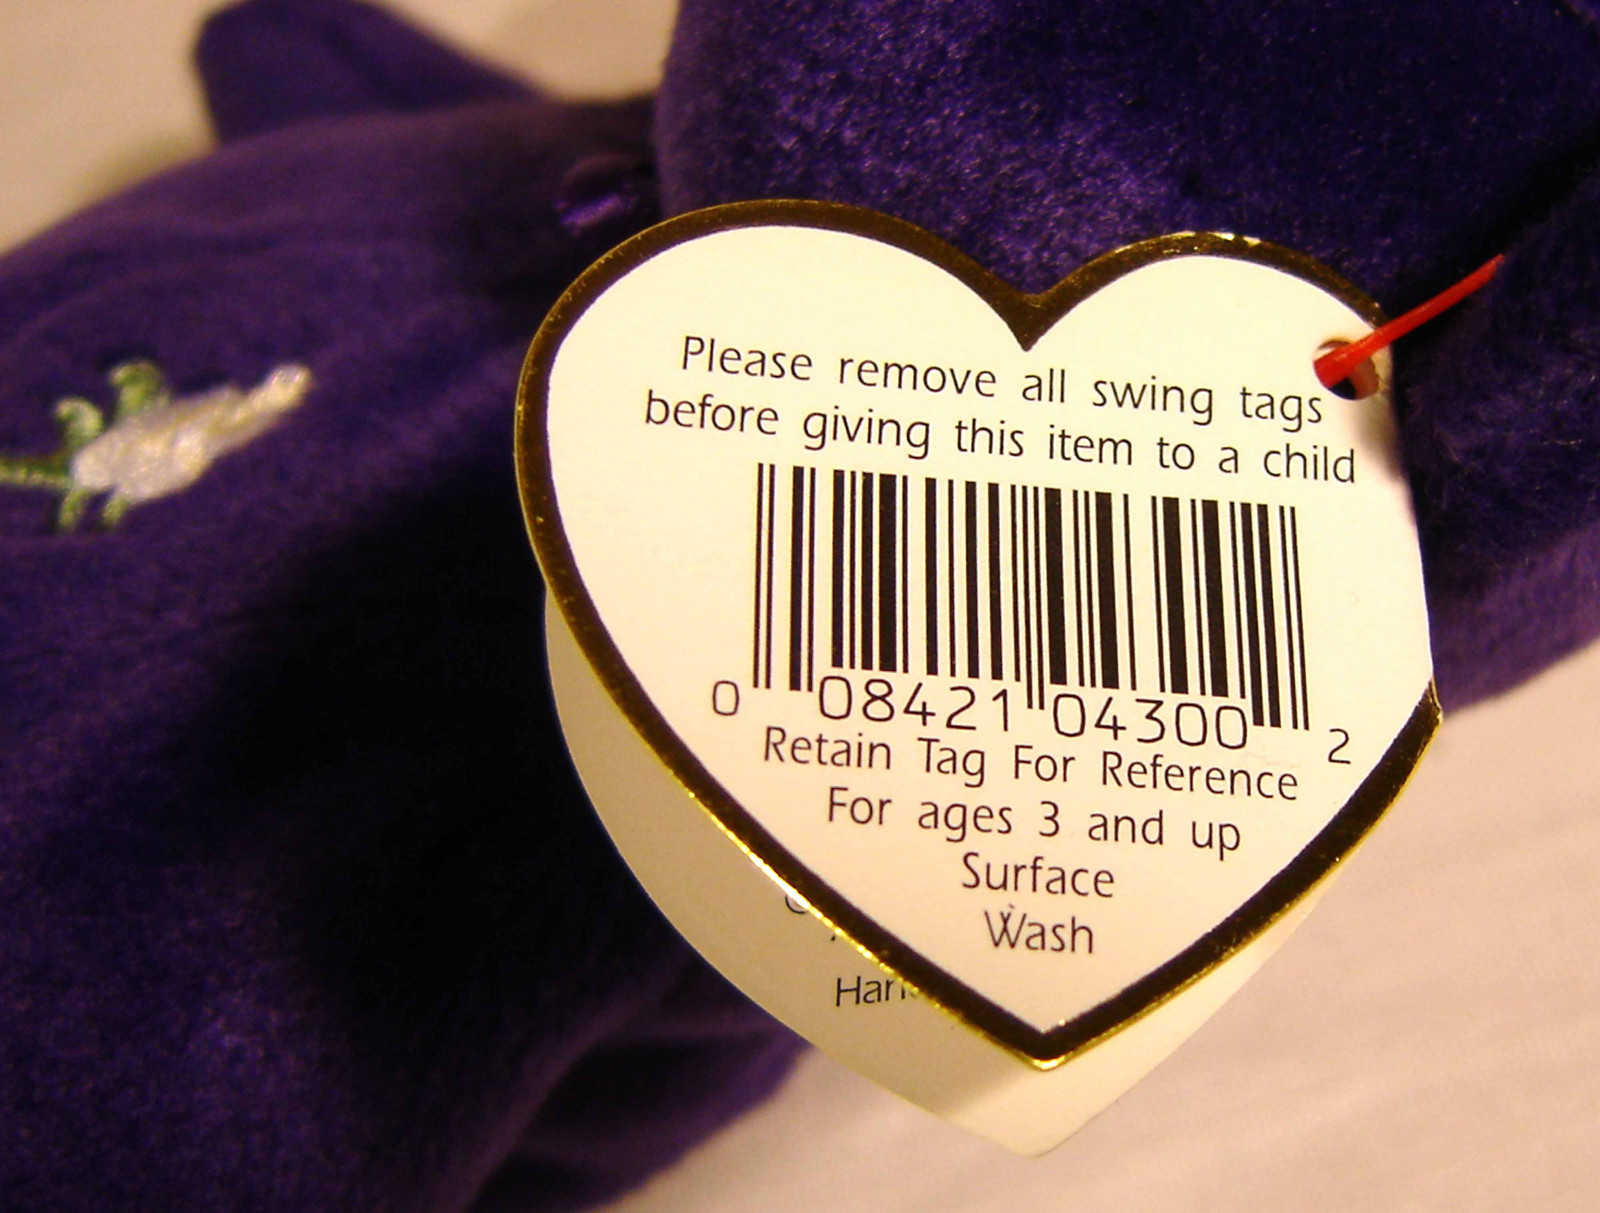 Please remove all swing tags
before giving this item to a child
0 08421 04300 2
Retain Tag For Reference
For ages 3 and up
Surface
Wash